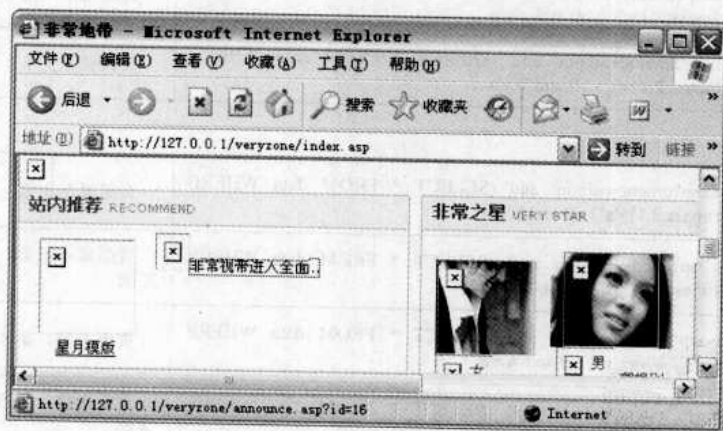 非常地带 - Microsoft Internet Explorer
文件(F) 编辑(E) 查看(V) 收藏(A) 工具(T) 帮助(H)
后退 搜索 收藏夹 »
地址(D) http://127.0.0.1/veryzone/index.asp 转到 链接 »
站内推荐 RECOMMEND 非常之星 VERY STAR
非常视带进入全面..
星月模版
女 男
http://127.0.0.1/veryzone/announce.asp?id=16 Internet